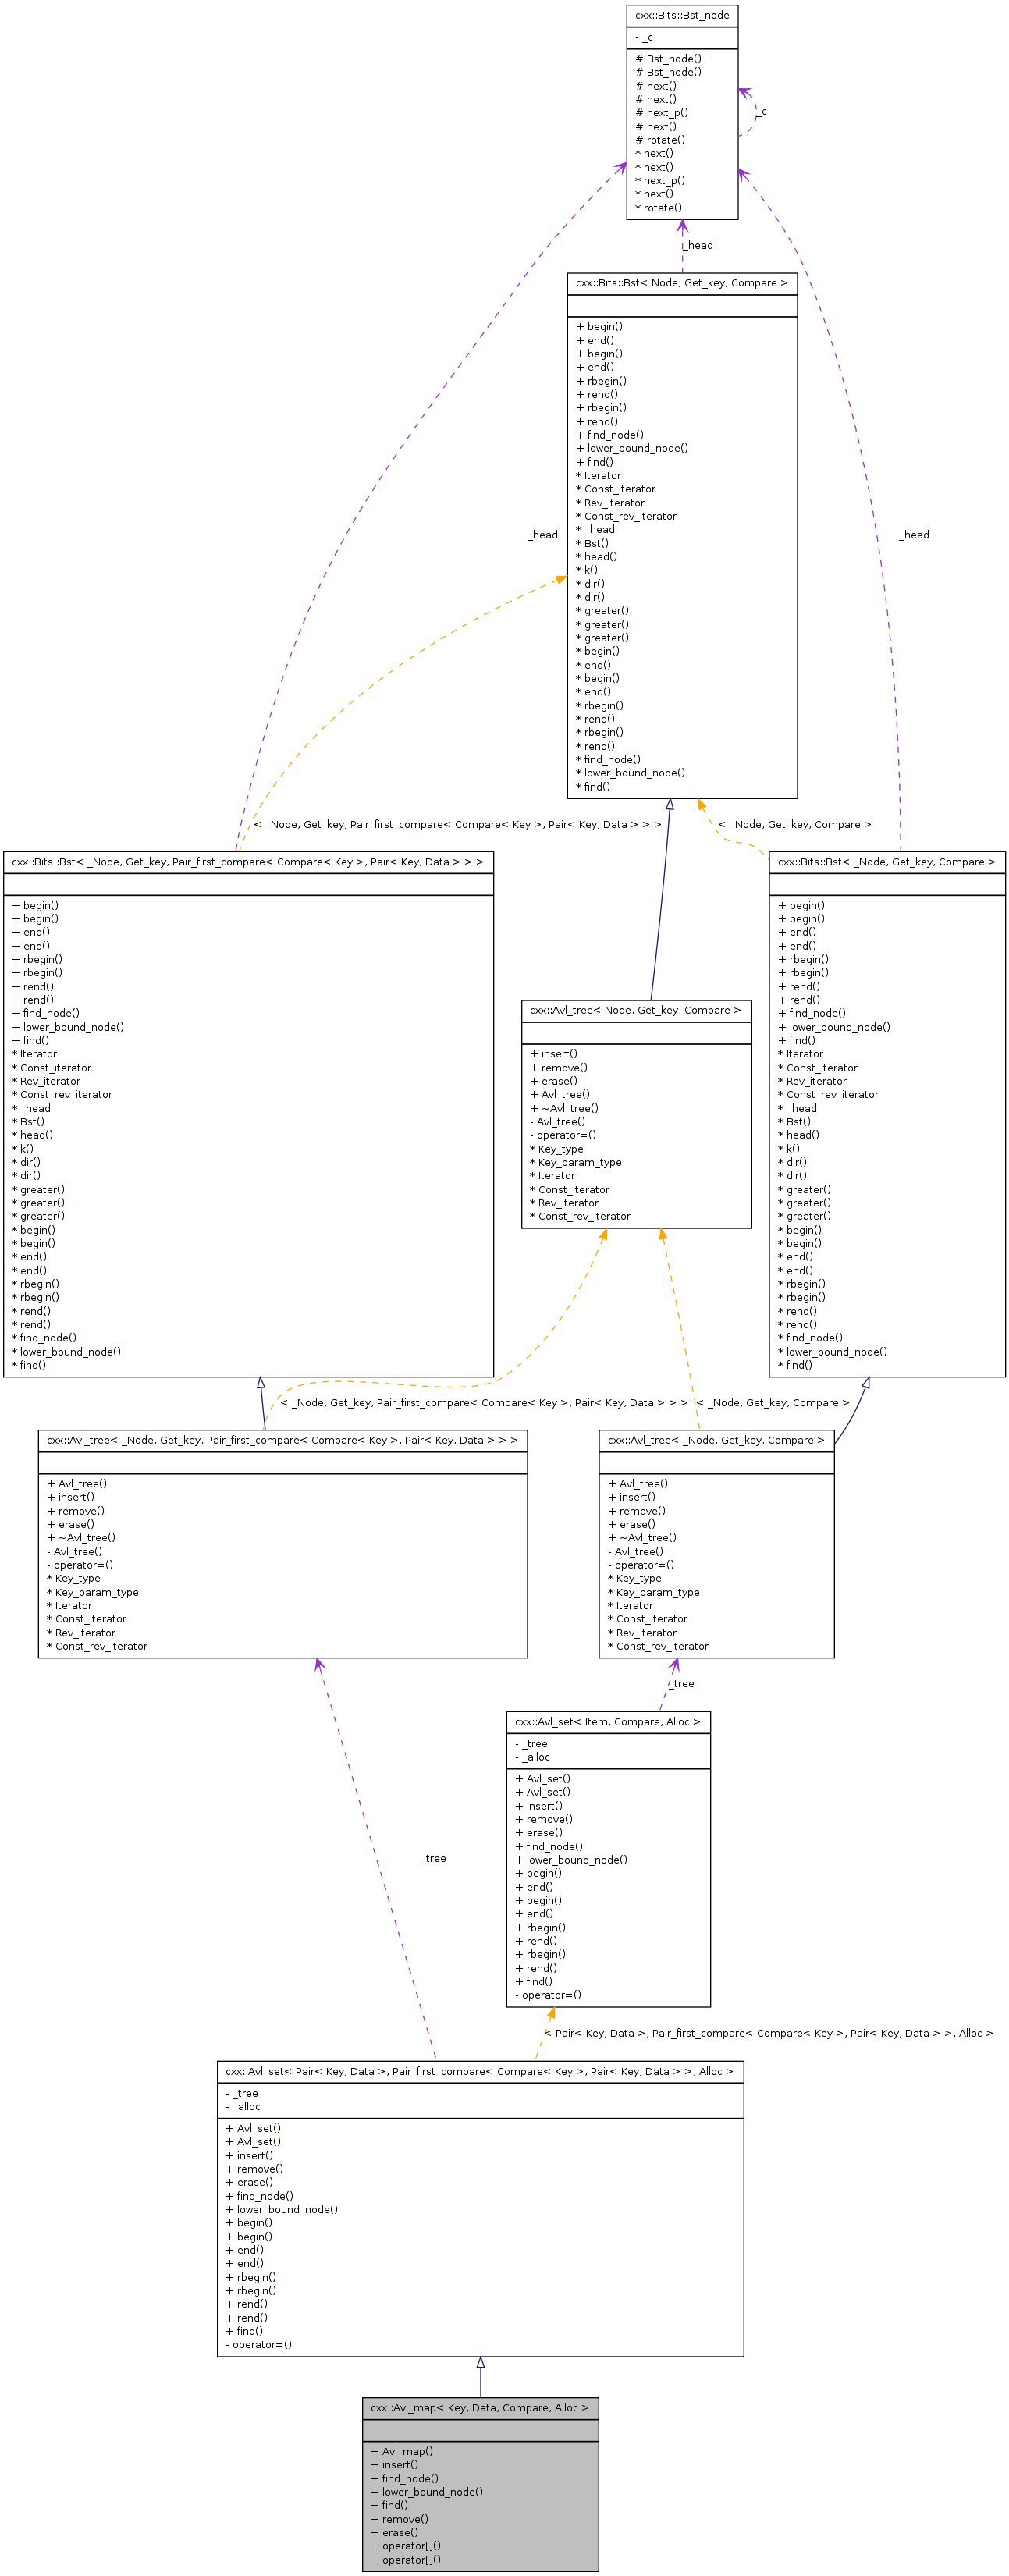 cxx::Bits::Bst_node
- _c
# Bst_node()
# Bst_node()
# next()
# next()
# next_p()
# next()
# rotate()
* next()
* next()
* next_p()
* next()
* rotate()
_c
_head
cxx::Bits::Bst< Node, Get_key, Compare >
+ begin()
+ end()
+ begin()
+ end()
+ rbegin()
+ rend()
+ rbegin()
+ rend()
+ find_node()
+ lower_bound_node()
+ find()
* Iterator
* Const_iterator
* Rev_iterator
* Const_rev_iterator
* _head
* Bst()
* head()
* k()
* dir()
* dir()
* greater()
* greater()
* greater()
* begin()
* end()
* begin()
* end()
* rbegin()
* rend()
* rbegin()
* rend()
* find_node()
* lower_bound_node()
* find()
_head
_head
< _Node, Get_key, Pair_first_compare< Compare< Key >, Pair< Key, Data > > >
< _Node, Get_key, Compare >
cxx::Bits::Bst< _Node, Get_key, Pair_first_compare< Compare< Key >, Pair< Key, Data > > >
+ begin()
+ begin()
+ end()
+ end()
+ rbegin()
+ rbegin()
+ rend()
+ rend()
+ find_node()
+ lower_bound_node()
+ find()
* Iterator
* Const_iterator
* Rev_iterator
* Const_rev_iterator
* _head
* Bst()
* head()
* k()
* dir()
* dir()
* greater()
* greater()
* greater()
* begin()
* begin()
* end()
* end()
* rbegin()
* rbegin()
* rend()
* rend()
* find_node()
* lower_bound_node()
* find()
cxx::Avl_tree< Node, Get_key, Compare >
+ insert()
+ remove()
+ erase()
+ Avl_tree()
+ ~Avl_tree()
- Avl_tree()
- operator=()
* Key_type
* Key_param_type
* Iterator
* Const_iterator
* Rev_iterator
* Const_rev_iterator
cxx::Bits::Bst< _Node, Get_key, Compare >
+ begin()
+ begin()
+ end()
+ end()
+ rbegin()
+ rbegin()
+ rend()
+ rend()
+ find_node()
+ lower_bound_node()
+ find()
* Iterator
* Const_iterator
* Rev_iterator
* Const_rev_iterator
* _head
* Bst()
* head()
* k()
* dir()
* dir()
* greater()
* greater()
* greater()
* begin()
* begin()
* end()
* end()
* rbegin()
* rbegin()
* rend()
* rend()
* find_node()
* lower_bound_node()
* find()
< _Node, Get_key, Pair_first_compare< Compare< Key >, Pair< Key, Data > > >
< _Node, Get_key, Compare >
cxx::Avl_tree< _Node, Get_key, Pair_first_compare< Compare< Key >, Pair< Key, Data > > >
+ Avl_tree()
+ insert()
+ remove()
+ erase()
+ ~Avl_tree()
- Avl_tree()
- operator=()
* Key_type
* Key_param_type
* Iterator
* Const_iterator
* Rev_iterator
* Const_rev_iterator
cxx::Avl_tree< _Node, Get_key, Compare >
+ Avl_tree()
+ insert()
+ remove()
+ erase()
+ ~Avl_tree()
- Avl_tree()
- operator=()
* Key_type
* Key_param_type
* Iterator
* Const_iterator
* Rev_iterator
* Const_rev_iterator
_tree
cxx::Avl_set< Item, Compare, Alloc >
- _tree
- _alloc
+ Avl_set()
+ Avl_set()
+ insert()
+ remove()
+ erase()
+ find_node()
+ lower_bound_node()
+ begin()
+ end()
+ begin()
+ end()
+ rbegin()
+ rend()
+ rbegin()
+ rend()
+ find()
- operator=()
_tree
< Pair< Key, Data >, Pair_first_compare< Compare< Key >, Pair< Key, Data > >, Alloc >
cxx::Avl_set< Pair< Key, Data >, Pair_first_compare< Compare< Key >, Pair< Key, Data > >, Alloc >
- _tree
- _alloc
+ Avl_set()
+ Avl_set()
+ insert()
+ remove()
+ erase()
+ find_node()
+ lower_bound_node()
+ begin()
+ begin()
+ end()
+ end()
+ rbegin()
+ rbegin()
+ rend()
+ rend()
+ find()
- operator=()
cxx::Avl_map< Key, Data, Compare, Alloc >
+ Avl_map()
+ insert()
+ find_node()
+ lower_bound_node()
+ find()
+ remove()
+ erase()
+ operator[]()
+ operator[]()